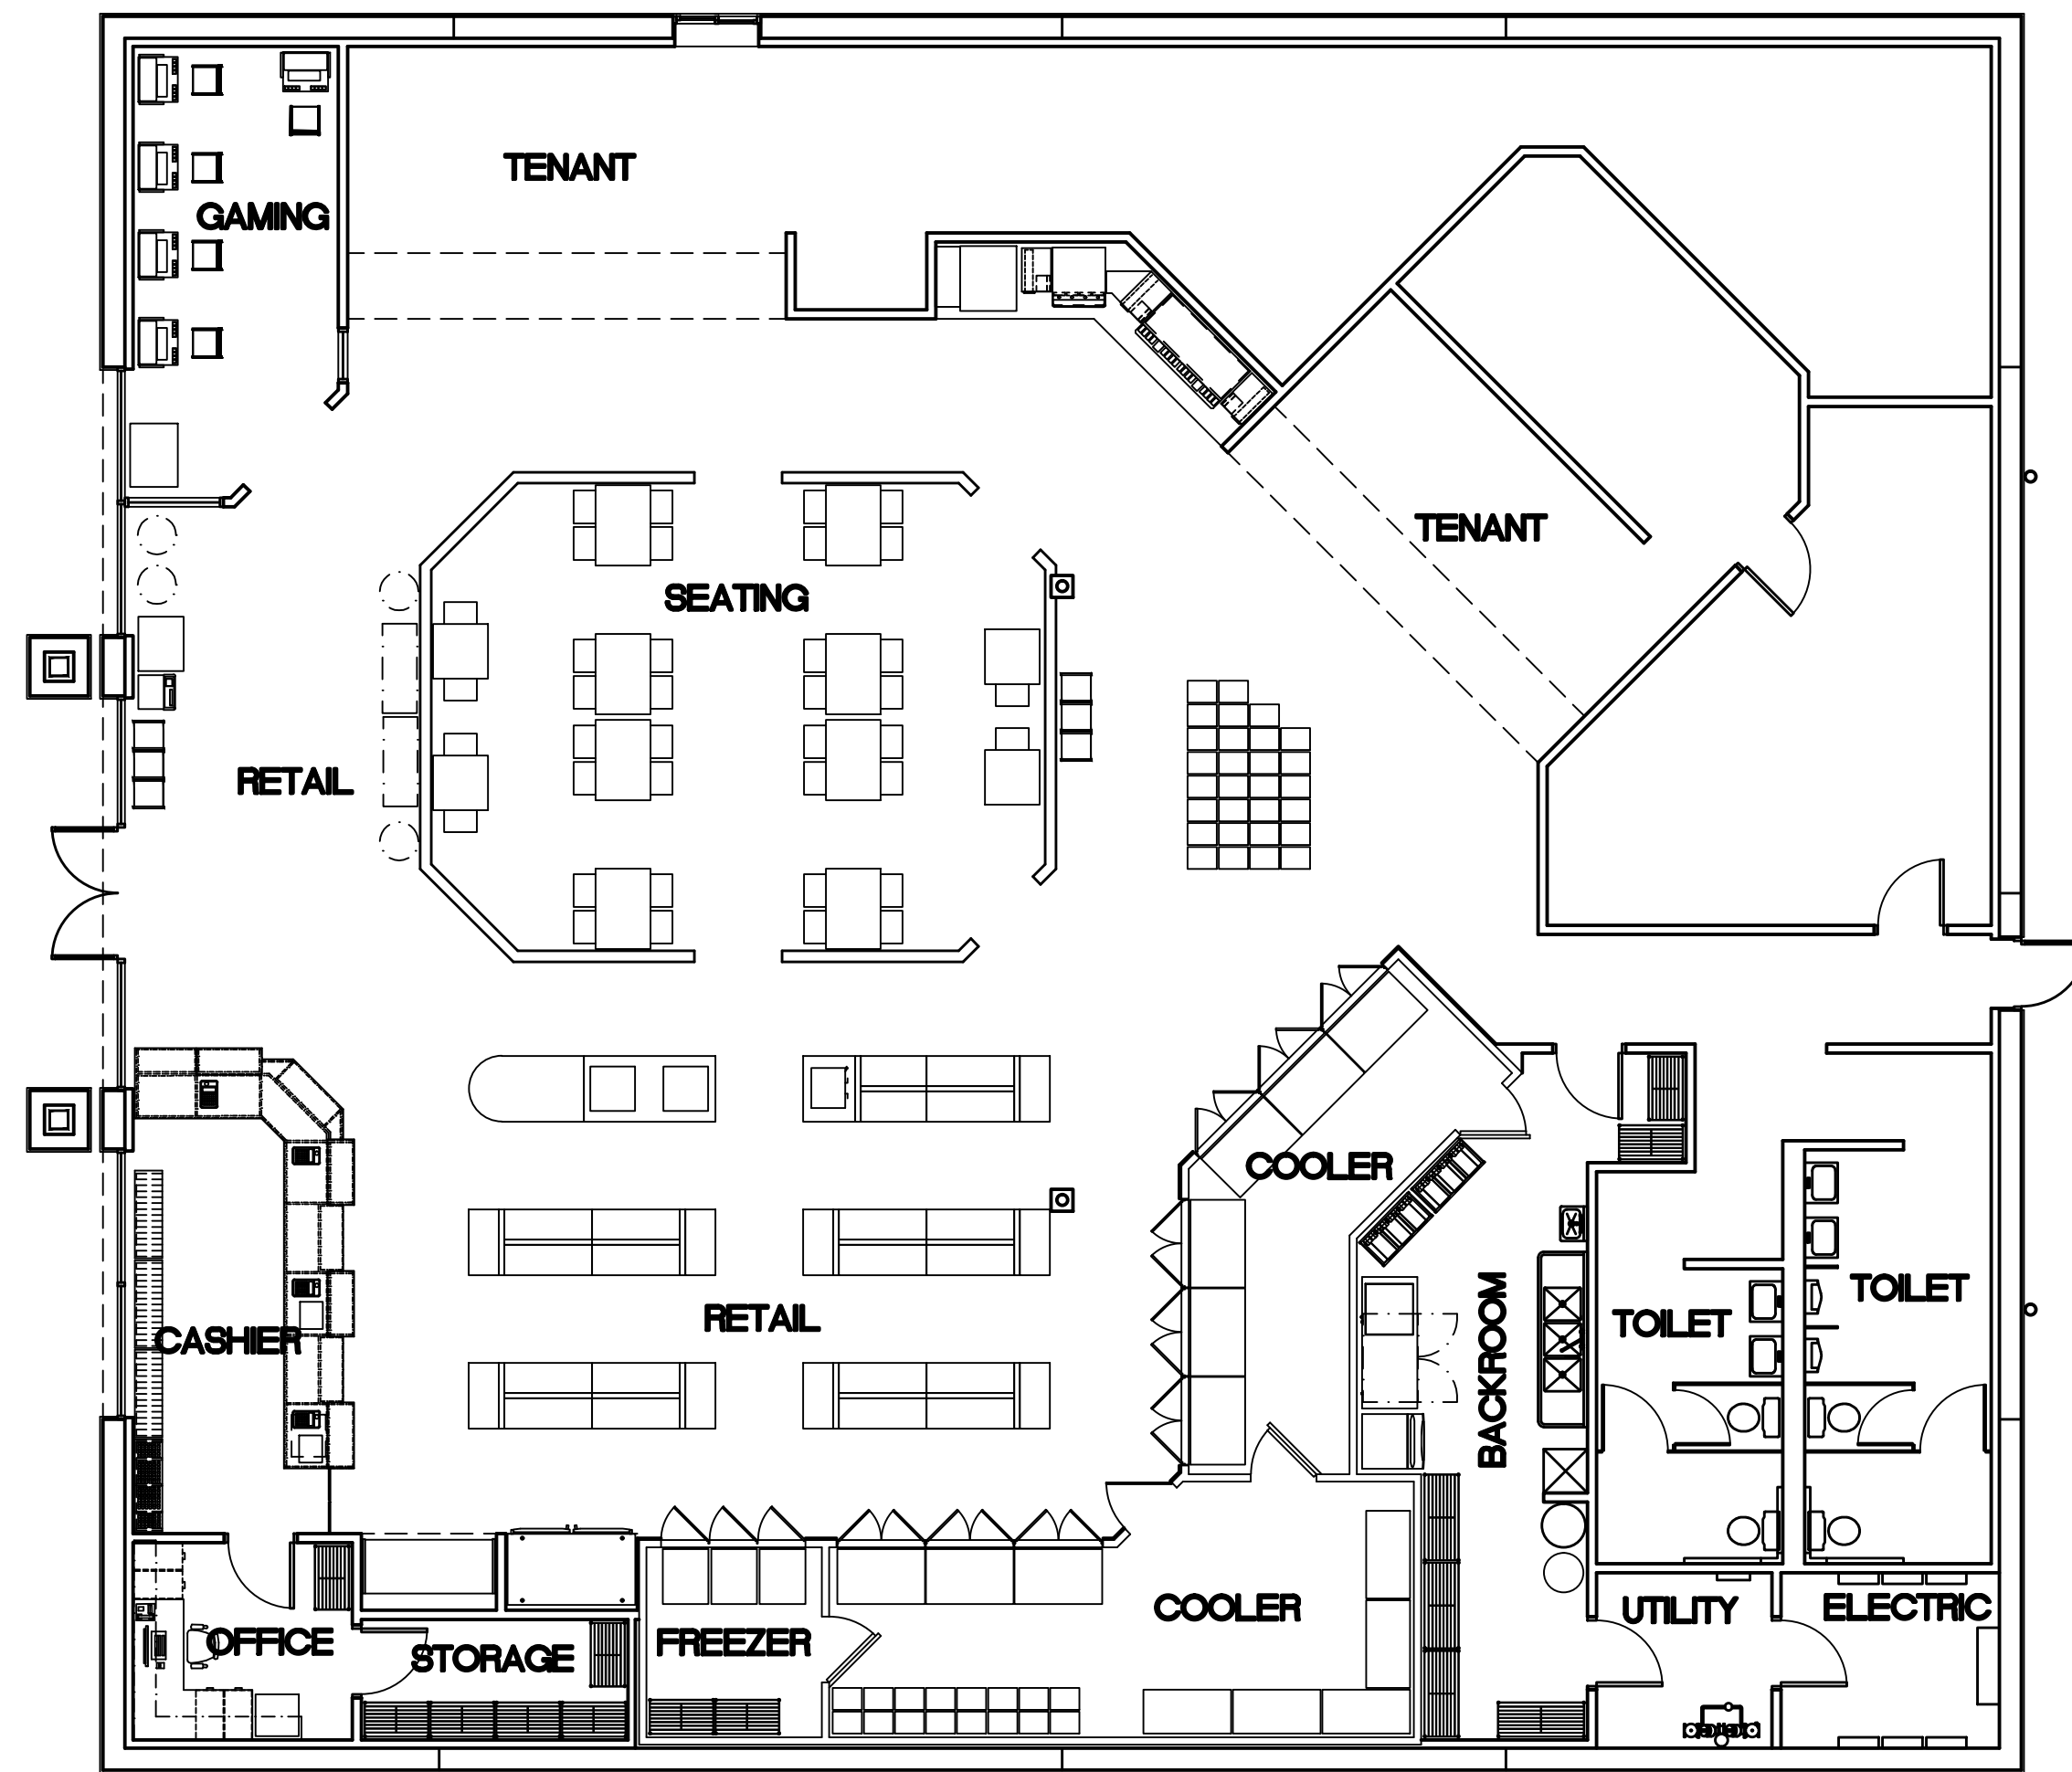 TENANT
GAMING
TENANT
SEATING
RETAIL
COOLER
TOILET
TOILET
RETAIL
CASHIER
BACKROOM
COOLER
UTILITY
ELECTRIC
OFFICE
STORAGE
FREEZER